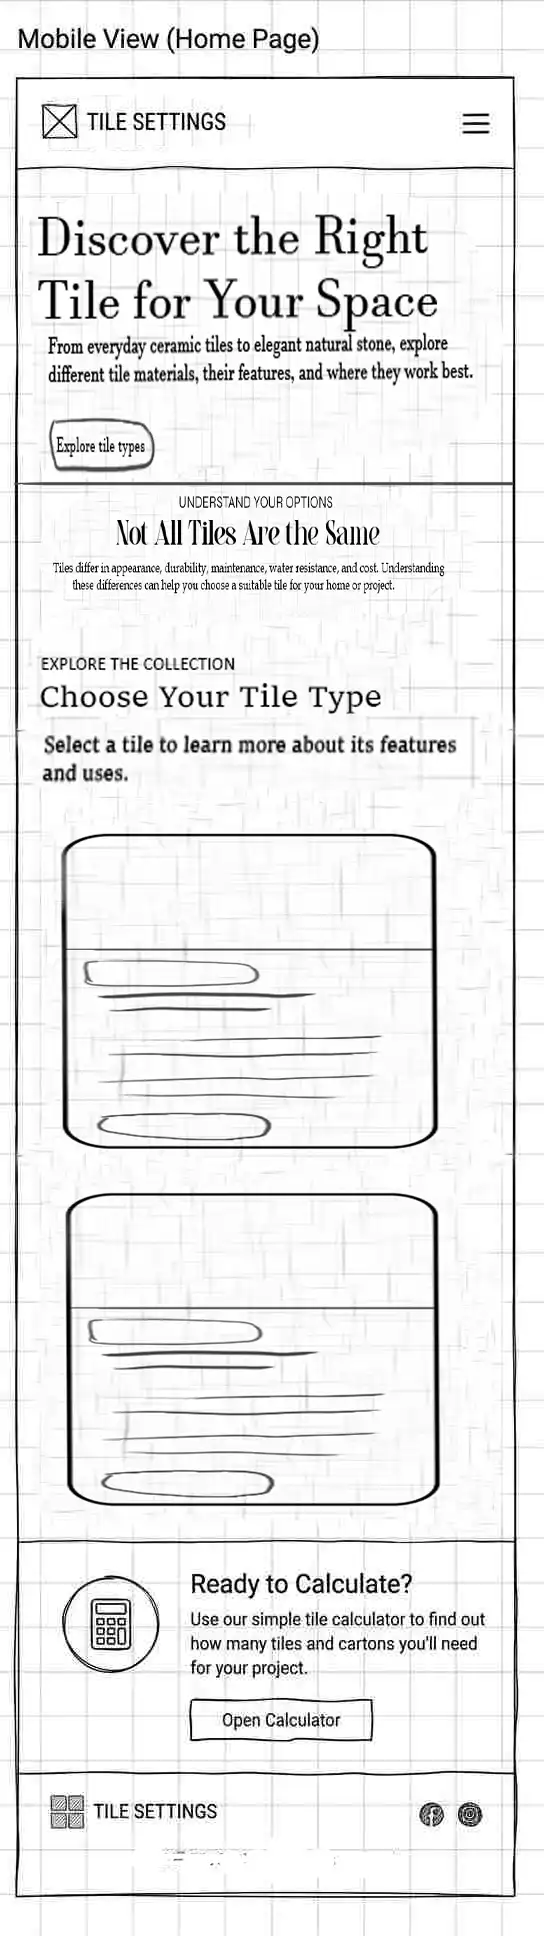 Mobile View (Home Page)
TILE SETTINGS
Discover the Right
Tile for Your Space
From everyday ceramic tiles to elegant natural stone, explore
different tile materials, their features, and where they work best.
Explore tile types
UNDERSTAND YOUR OPTIONS
Not All Tiles Are the Same
Tiles differ in appearance, durability, maintenance, water resistance, and cost. Understanding
these differences can help you choose a suitable tile for your home or project.
EXPLORE THE COLLECTION
Choose Your Tile Type
Select a tile to learn more about its features
and uses.
Ready to Calculate?
Use our simple tile calculator to find out
how many tiles and cartons you'll need
for your project.
Open Calculator
TILE SETTINGS